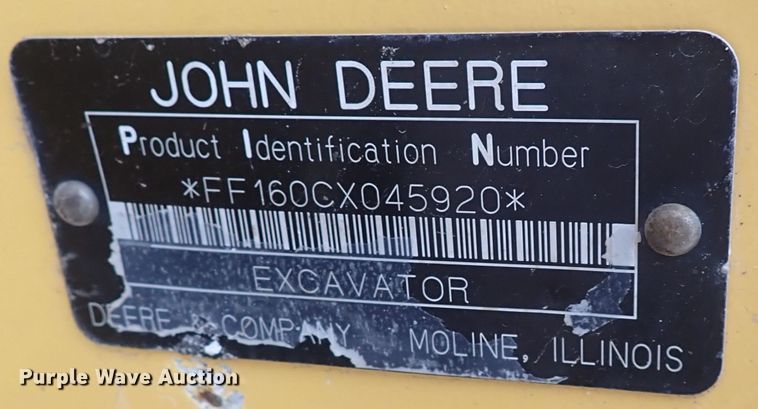 JOHN DEERE
Product Identification Number
*FF160CX045920*
EXCAVATOR
DEERE & COMPANY MOLINE, ILLINOIS
Purple Wave Auction